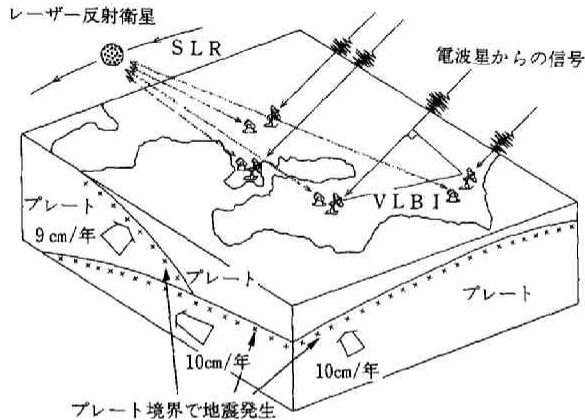 レーザー反射衛星
SLR
電波星からの信号
VLBI
プレート
9cm/年
プレート
プレート
10cm/年
10cm/年
プレート境界で地震発生